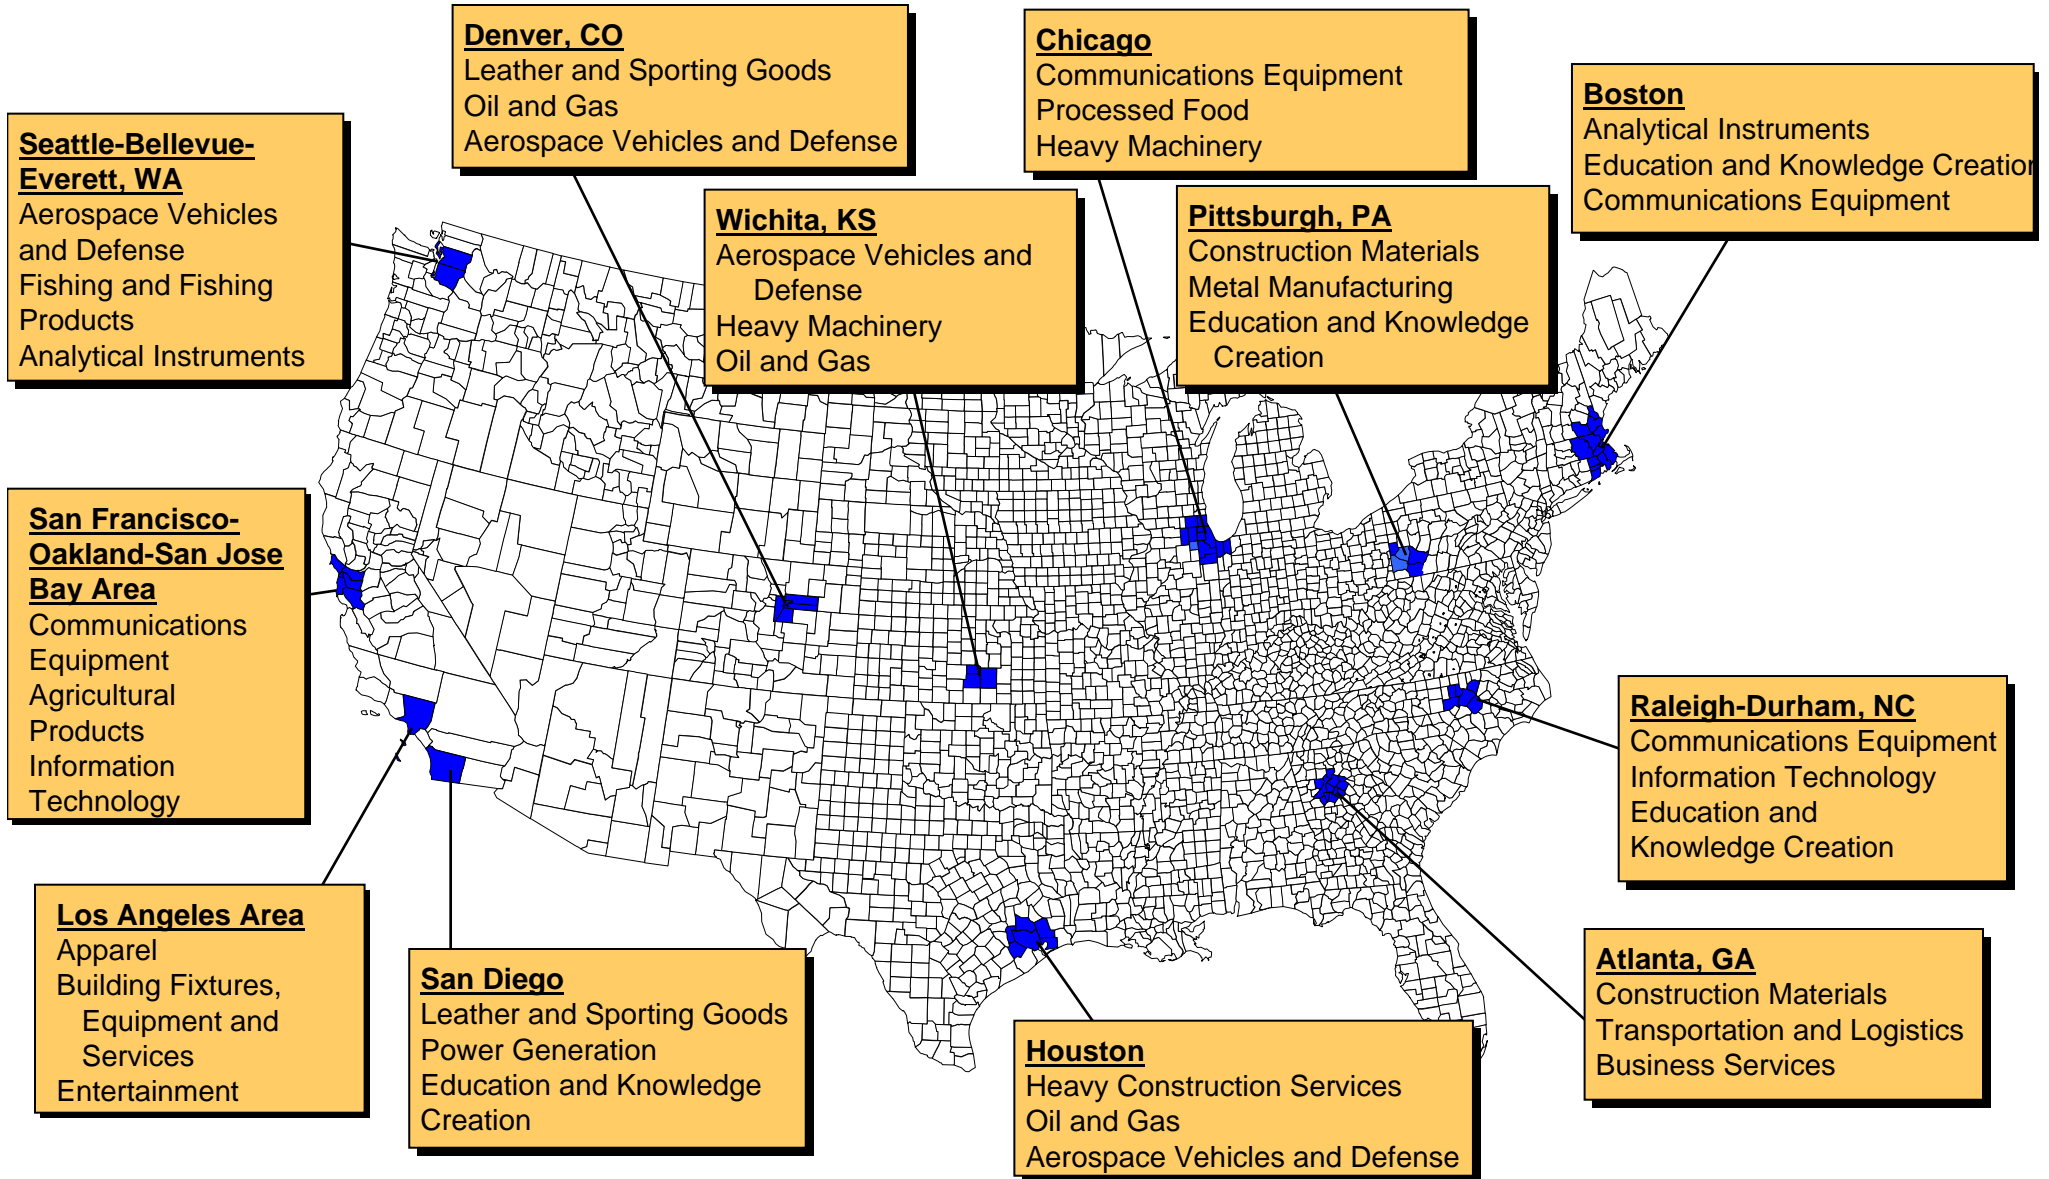 Denver, CO
Leather and Sporting Goods
Oil and Gas
Aerospace Vehicles and Defense
Chicago
Communications Equipment
Processed Food
Heavy Machinery
Boston
Analytical Instruments
Education and Knowledge Creation
Communications Equipment
Seattle-Bellevue-
Everett, WA
Aerospace Vehicles
and Defense
Fishing and Fishing
Products
Analytical Instruments
Wichita, KS
Aerospace Vehicles and
Defense
Heavy Machinery
Oil and Gas
Pittsburgh, PA
Construction Materials
Metal Manufacturing
Education and Knowledge
Creation
San Francisco-
Oakland-San Jose
Bay Area
Communications
Equipment
Agricultural
Products
Information
Technology
Raleigh-Durham, NC
Communications Equipment
Information Technology
Education and
Knowledge Creation
Los Angeles Area
Apparel
Building Fixtures,
Equipment and
Services
Entertainment
San Diego
Leather and Sporting Goods
Power Generation
Education and Knowledge
Creation
Houston
Heavy Construction Services
Oil and Gas
Aerospace Vehicles and Defense
Atlanta, GA
Construction Materials
Transportation and Logistics
Business Services